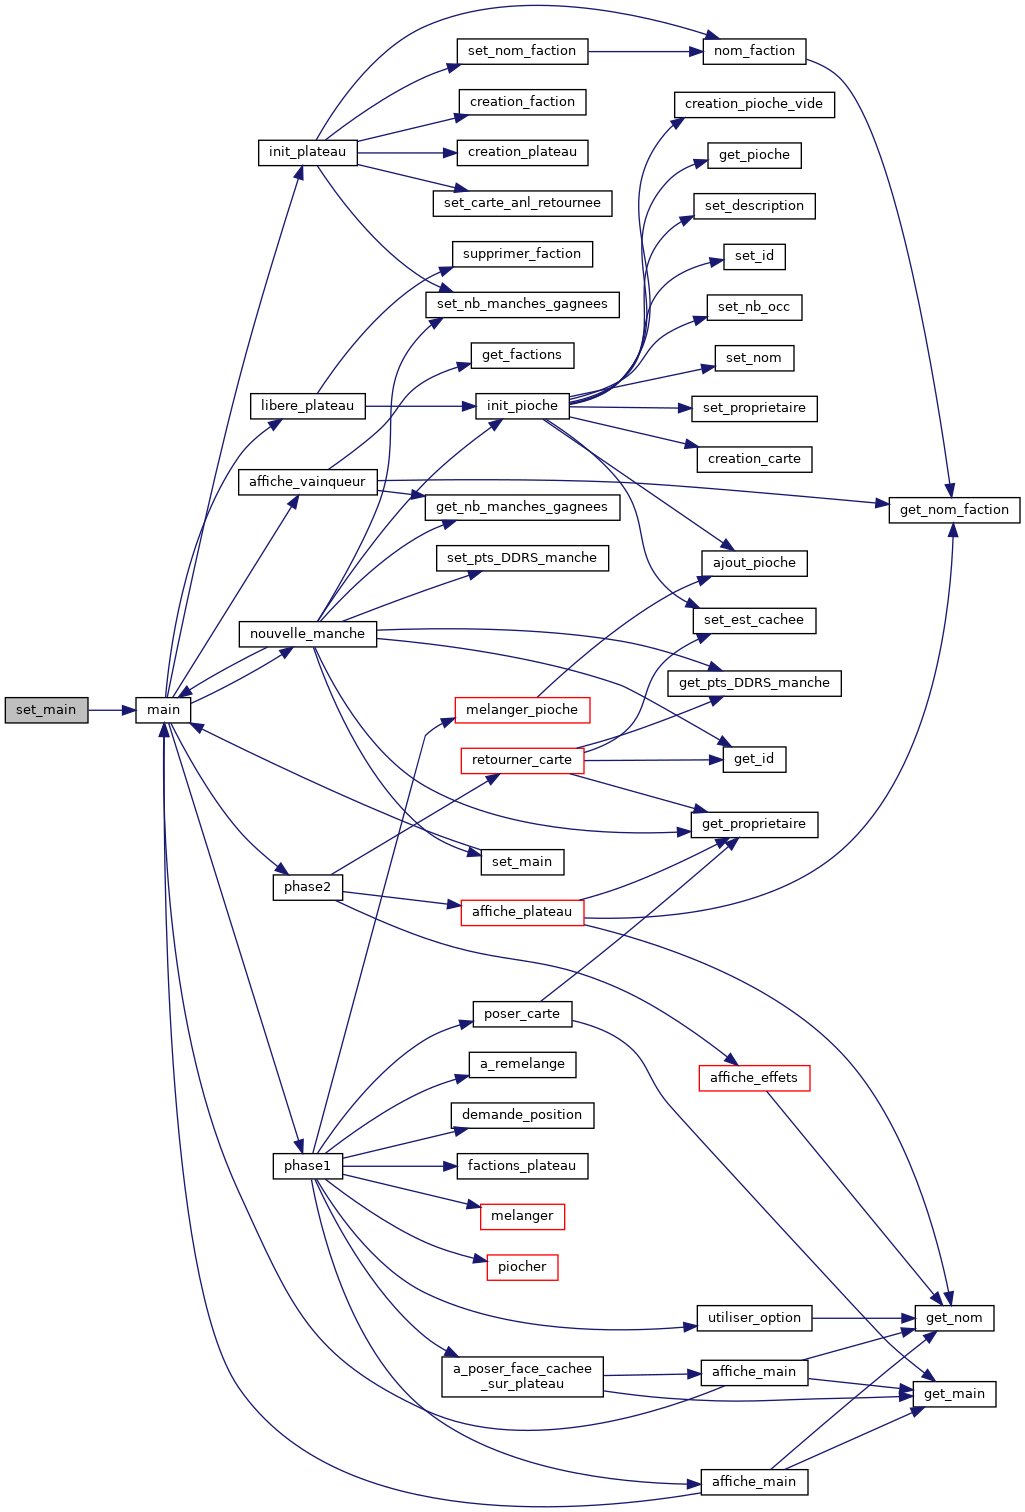 set_nom_faction
nom_faction
creation_faction
creation_pioche_vide
init_plateau
creation_plateau
get_pioche
set_carte_anl_retournee
set_description
supprimer_faction
set_id
set_nb_manches_gagnees
set_nb_occ
get_factions
set_nom
libere_plateau
init_pioche
set_proprietaire
creation_carte
affiche_vainqueur
get_nb_manches_gagnees
get_nom_faction
set_pts_DDRS_manche
ajout_pioche
nouvelle_manche
set_est_cachee
get_pts_DDRS_manche
set_main
main
melanger_pioche
retourner_carte
get_id
get_proprietaire
set_main
phase2
affiche_plateau
poser_carte
a_remelange
affiche_effets
demande_position
phase1
factions_plateau
melanger
piocher
utiliser_option
get_nom
a_poser_face_cachee
_sur_plateau
affiche_main
get_main
affiche_main